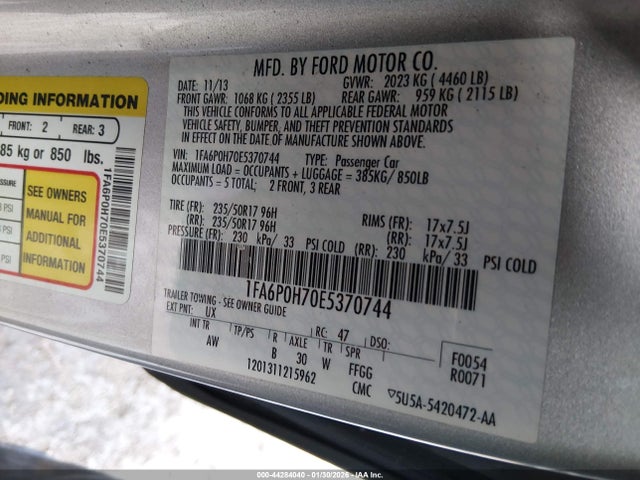 DING INFORMATION
FRONT: 2 REAR: 3
85 kg or 850 lbs.
SEE OWNERS
MANUAL FOR
ADDITIONAL
INFORMATION
1FA6P0H70E5370744
MFD. BY FORD MOTOR CO.
11/13 GVWR: 2023 KG ( 4460 LB)
FRONT GAWR: 1068 KG ( 2355 LB) REAR GAWR: 959 KG ( 2115 LB)
THIS VEHICLE CONFORMS TO ALL APPLICABLE FEDERAL MOTOR
VEHICLE SAFETY, BUMPER, AND THEFT PREVENTION STANDARDS
IN EFFECT ON THE DATE OF MANUFACTURE SHOWN ABOVE.
VIN: 1FA6P0H70E5370744 TYPE: Passenger Car
MAXIMUM LOAD = OCCUPANTS + LUGGAGE = 385KG/ 850LB
OCCUPANTS = 5 TOTAL; 2 FRONT, 3 REAR
TIRE (FR): 235/50R17 96H RIMS (FR): 17x7.5J
(RR): 235/50R17 96H (RR): 17x7.5J
PRESSURE (FR): 230 kPa/ 33 PSI COLD (RR): 230 kPa/ 33 PSI COLD
1FA6P0H70E5370744
TRAILER TOWING - SEE OWNER GUIDE
EXT PNT: UX RC: 47 DSO:
INT TR TP/PS R AXLE TR SPR F0054
AW B 30 W FFGG R0071
1201311215962 CMC 5U5A-5420472-AA
000-44284040 | 01/30/2026 | IAA Inc.